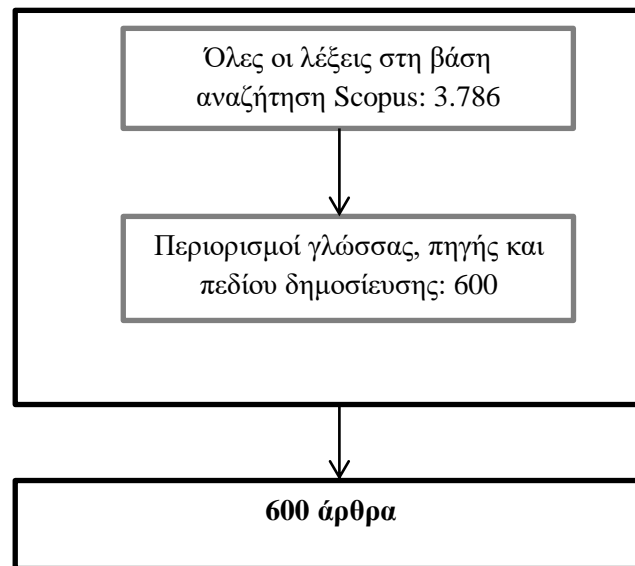 Όλες οι λέξεις στη βάση
αναζήτηση Scopus: 3.786
Περιορισμοί γλώσσας, πηγής και
πεδίου δημοσίευσης: 600
600 άρθρα